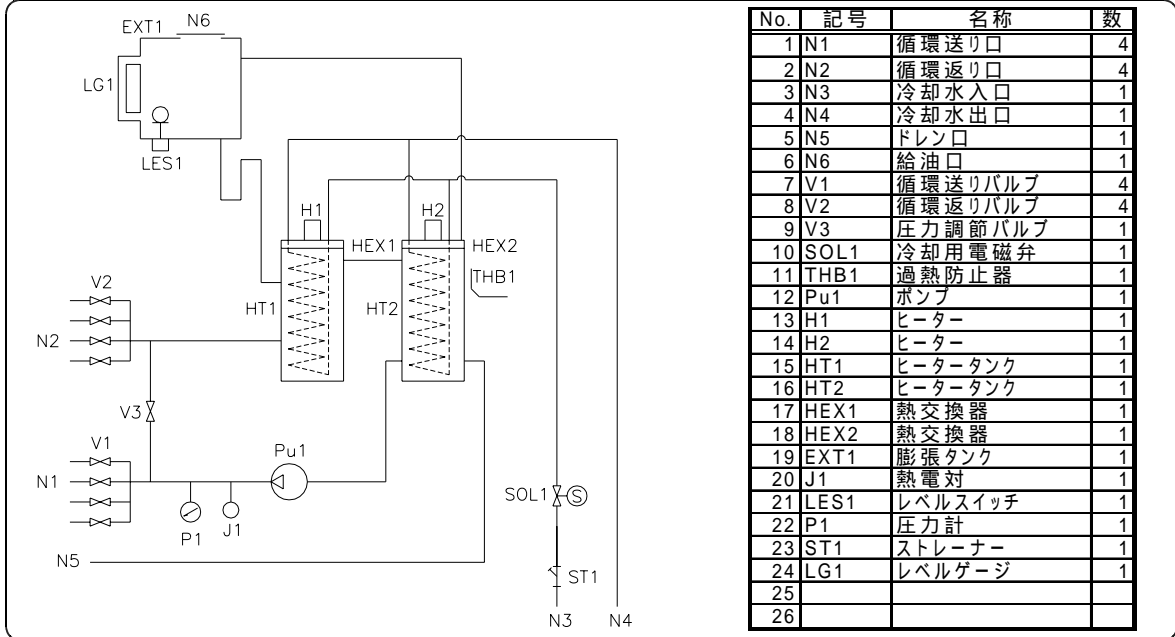 EXT1 N6
LG1
LES1
H1 H2
HEX1 HEX2
THB1
HT1 HT2
V2
N2
V3
V1
N1
Pu1
SOL1 S
P1 J1
N5
ST1
N3 N4
No. 記号 名称 数
1 N1 循環送り口 4
2 N2 循環返り口 4
3 N3 冷却水入口 1
4 N4 冷却水出口 1
5 N5 ドレン口 1
6 N6 給油口 1
7 V1 循環送りバルブ 4
8 V2 循環返りバルブ 4
9 V3 圧力調節バルブ 1
10 SOL1 冷却用電磁弁 1
11 THB1 過熱防止器 1
12 Pu1 ポンプ 1
13 H1 ヒーター 1
14 H2 ヒーター 1
15 HT1 ヒータータンク 1
16 HT2 ヒータータンク 1
17 HEX1 熱交換器 1
18 HEX2 熱交換器 1
19 EXT1 膨張タンク 1
20 J1 熱電対 1
21 LES1 レベルスイッチ 1
22 P1 圧力計 1
23 ST1 ストレーナー 1
24 LG1 レベルゲージ 1
25
26